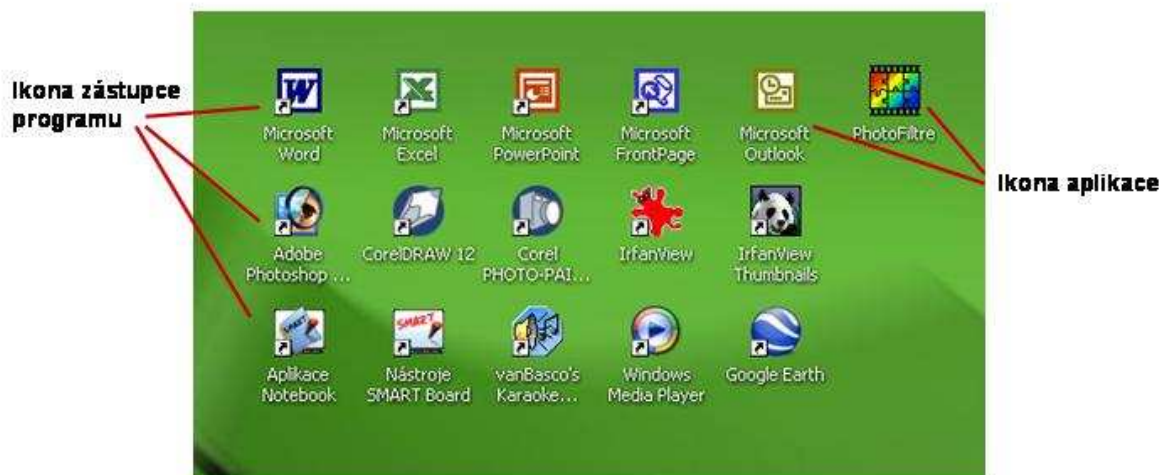 Ikona zástupce
programu
Microsoft
Word
Microsoft
Excel
Microsoft
PowerPoint
Microsoft
FrontPage
Microsoft
Outlook
PhotoFiltre
Ikona aplikace
Adobe
Photoshop ...
CorelDRAW 12
Corel
PHOTO-PAI...
IrfanView
IrfanView
Thumbnails
SMART
Aplikace
Notebook
SMART
Nástroje
SMART Board
vanBasco's
Karaoke...
Windows
Media Player
Google Earth